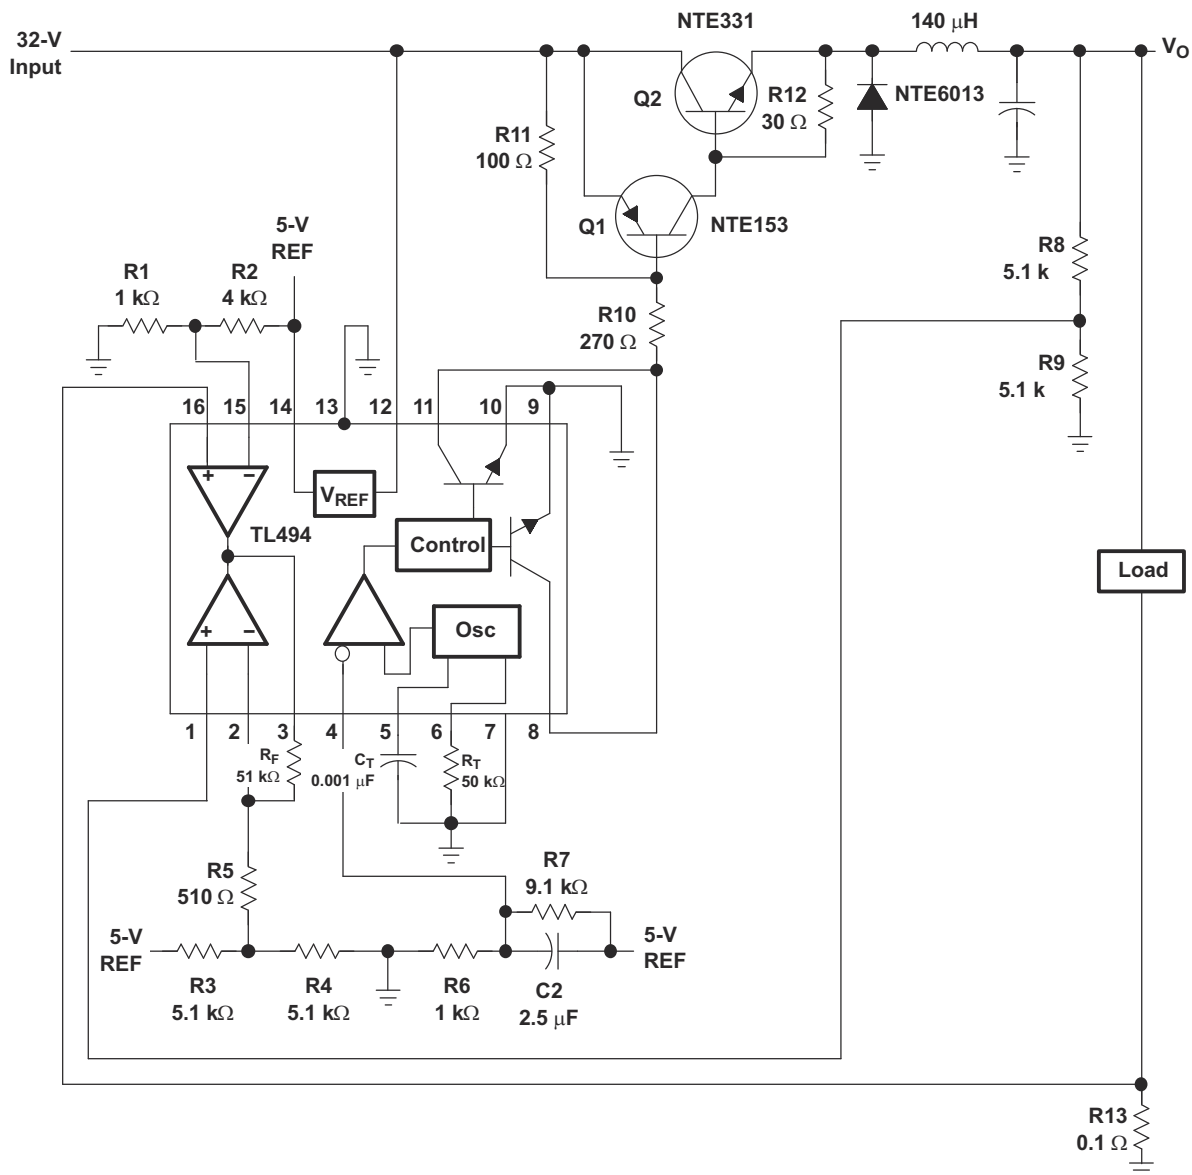 NTE331
140 μH
32-V
Input
VO
Q2
R12
30 Ω
NTE6013
R11
100 Ω
Q1
NTE153
5-V
REF
R8
5.1 k
R1
1 kΩ
R2
4 kΩ
R10
270 Ω
R9
5.1 k
16 15 14 13 12 11 10 9
+ −
VREF
TL494
Control
Load
Osc
+ −
1 2 3 4 5 6 7 8
RF
51 kΩ
CT
0.001 μF
RT
50 kΩ
R5
510 Ω
R7
9.1 kΩ
5-V
REF
5-V
REF
R3
5.1 kΩ
R4
5.1 kΩ
R6
1 kΩ
C2
2.5 μF
R13
0.1 Ω